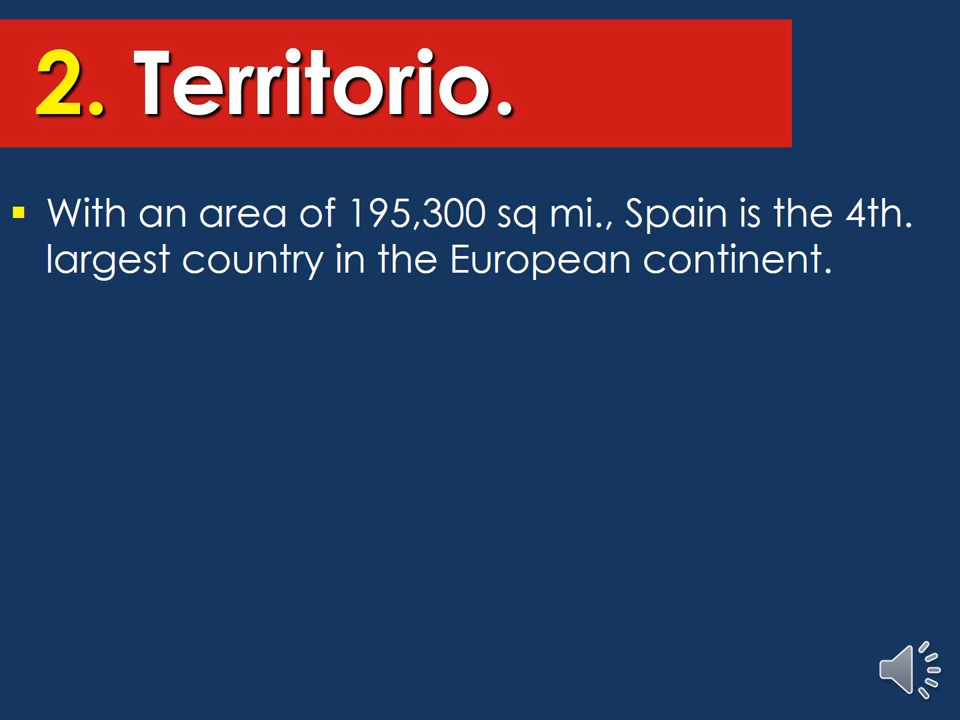 2. Territorio.
▪ With an area of 195,300 sq mi., Spain is the 4th.
largest country in the European continent.